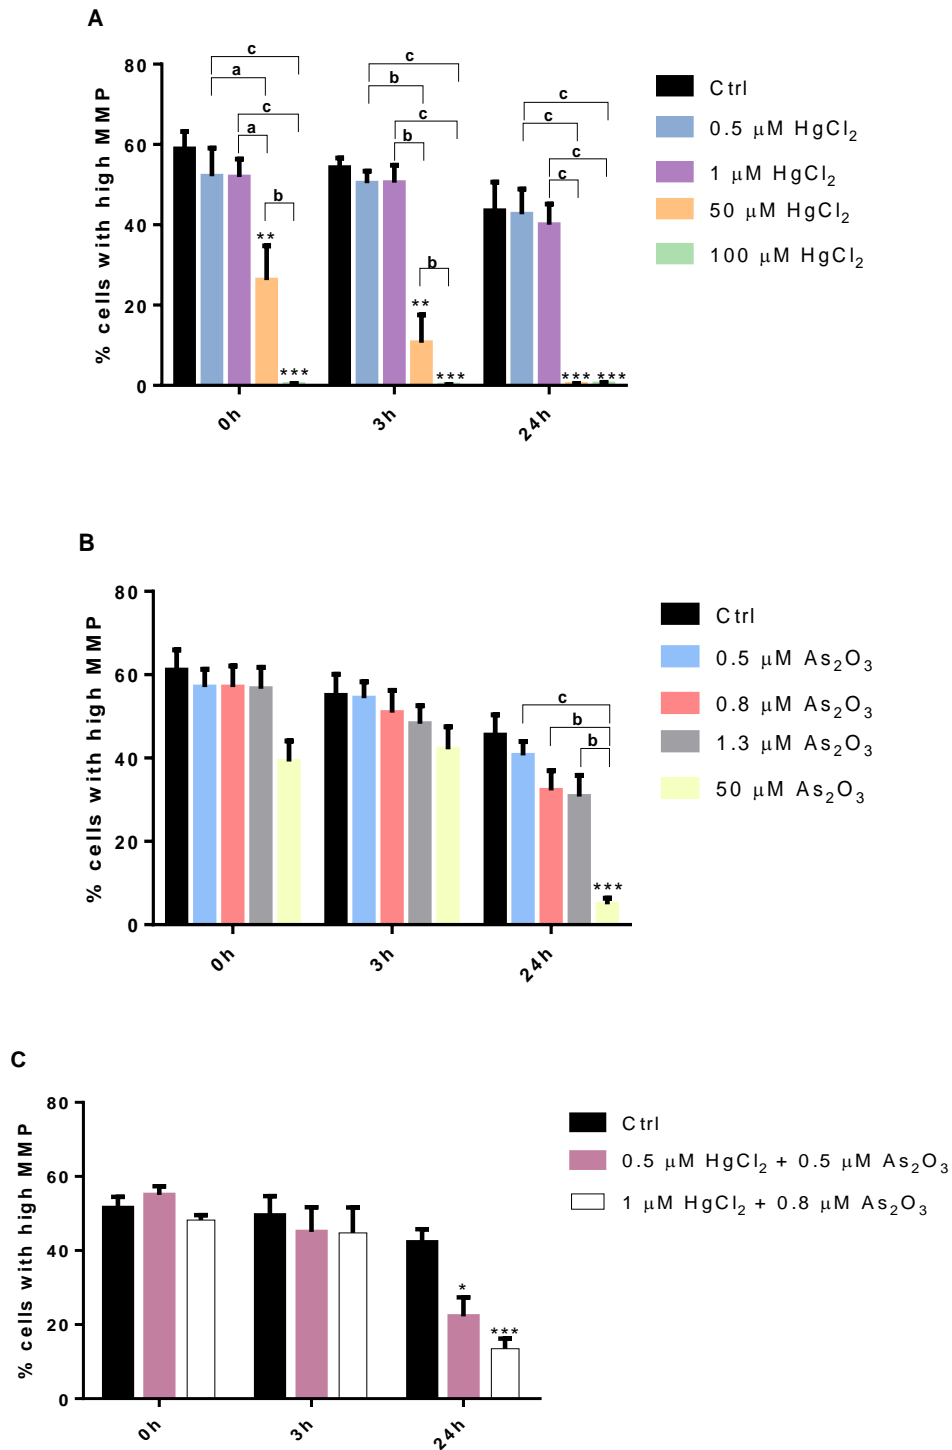 A
% cells with high MMP
80
60
40
20
0
c
a
c
a
b
**
***
c
b
c
b
b
**
***
c
c
c
c
*** ***
0h
3h
24h
Ctrl
0.5 μM HgCl₂
1 μM HgCl₂
50 μM HgCl₂
100 μM HgCl₂
B
% cells with high MMP
80
60
40
20
0
c
b
b
***
0h
3h
24h
Ctrl
0.5 μM As₂O₃
0.8 μM As₂O₃
1.3 μM As₂O₃
50 μM As₂O₃
C
% cells with high MMP
80
60
40
20
0
*
***
0h
3h
24h
Ctrl
0.5 μM HgCl₂ + 0.5 μM As₂O₃
1 μM HgCl₂ + 0.8 μM As₂O₃